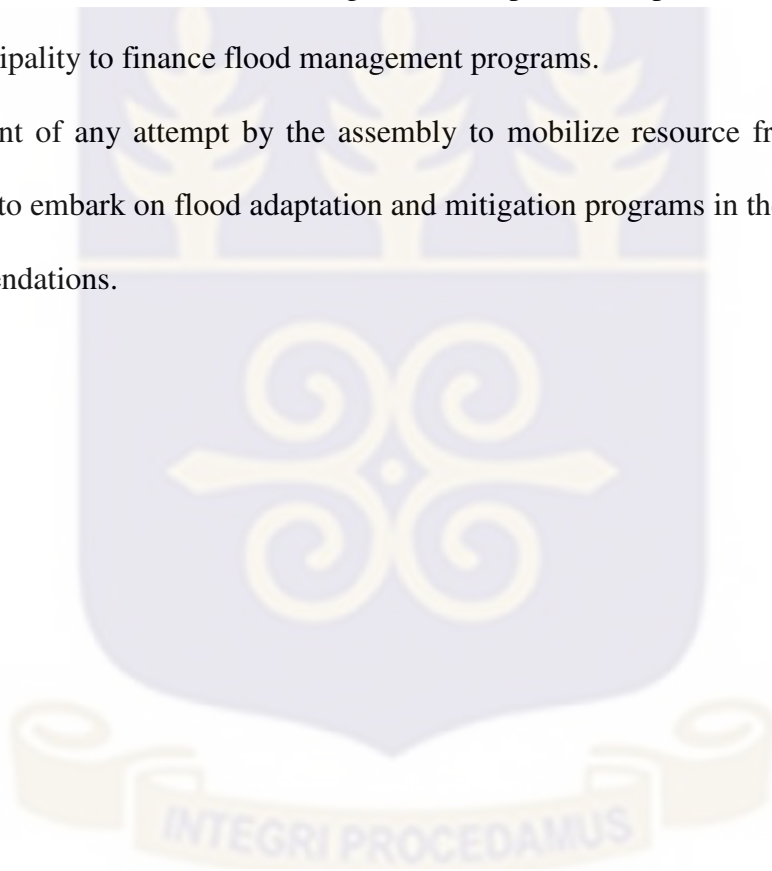 ipality to finance flood management programs.
nt of any attempt by the assembly to mobilize resource fr
to embark on flood adaptation and mitigation programs in the
endations.
INTEGRI PROCEDAMUS